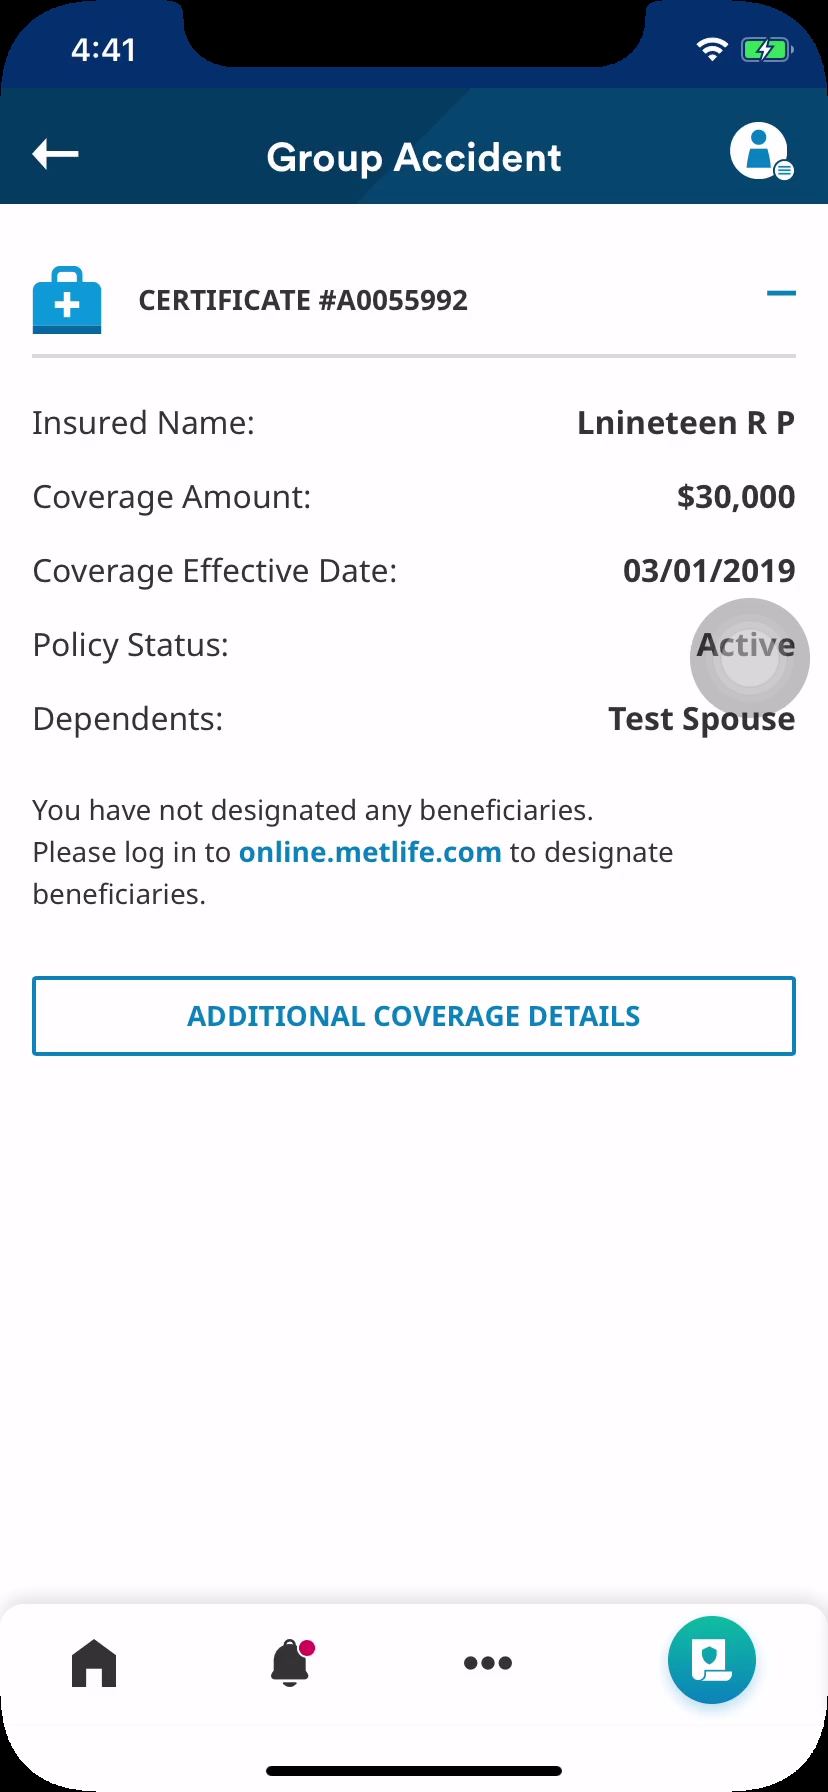 4:41
Group Accident
CERTIFICATE #A0055992
Insured Name: Lnineteen R P
Coverage Amount: $30,000
Coverage Effective Date: 03/01/2019
Policy Status: Active
Dependents: Test Spouse
You have not designated any beneficiaries.
Please log in to online.metlife.com to designate
beneficiaries.
ADDITIONAL COVERAGE DETAILS